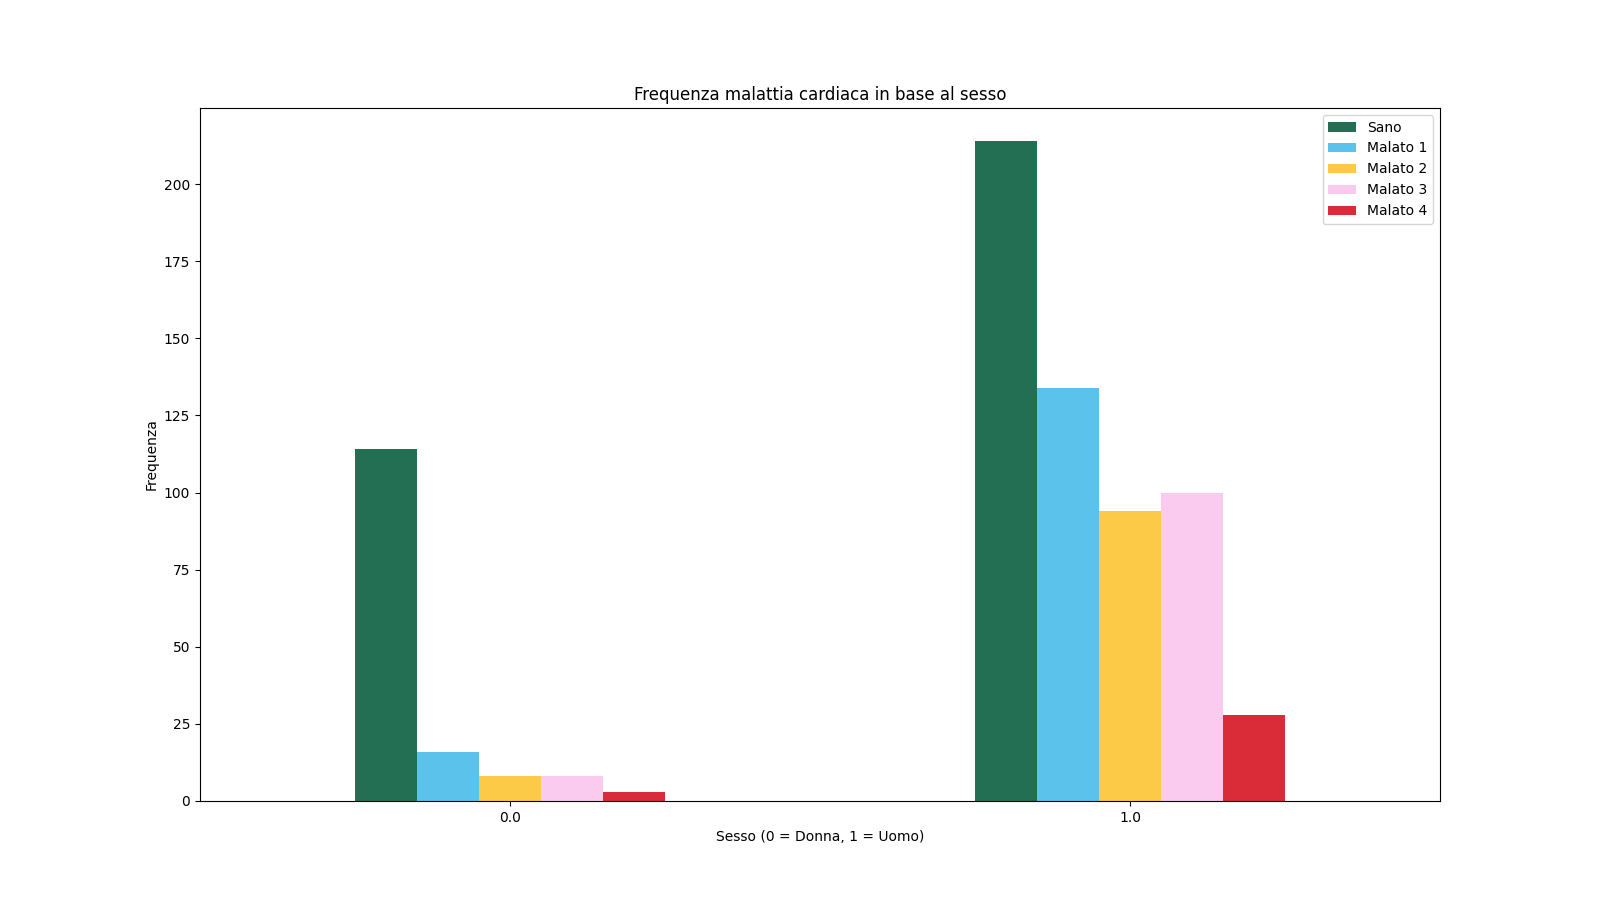 Frequenza malattia cardiaca in base al sesso
Sano
Malato 1
Malato 2
Malato 3
Malato 4
200
175
150
125
100
75
50
25
0
Frequenza
0.0
1.0
Sesso (0 = Donna, 1 = Uomo)